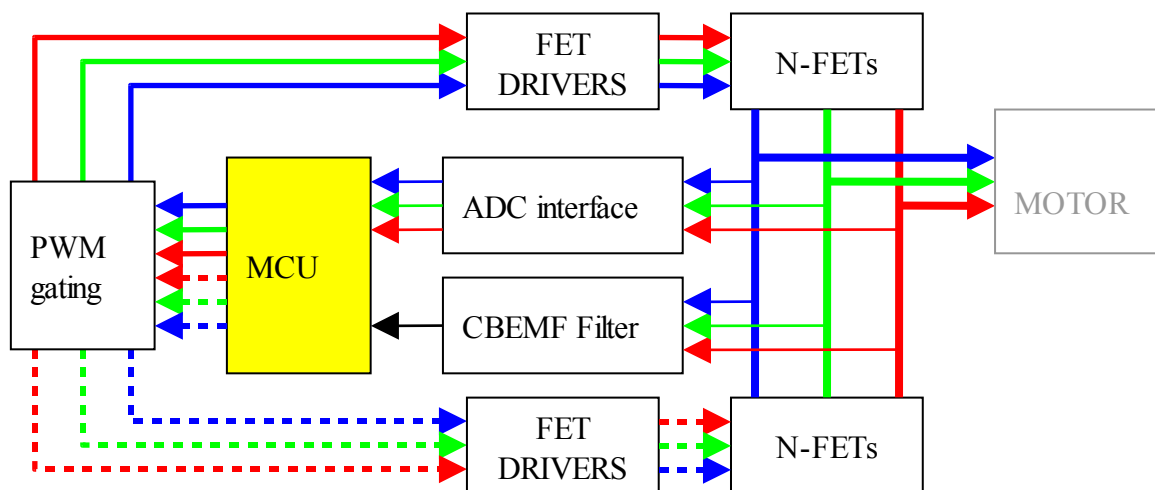 FET
DRIVERS
N-FETs
PWM
gating
MCU
ADC interface
MOTOR
CBEMF Filter
FET
DRIVERS
N-FETs